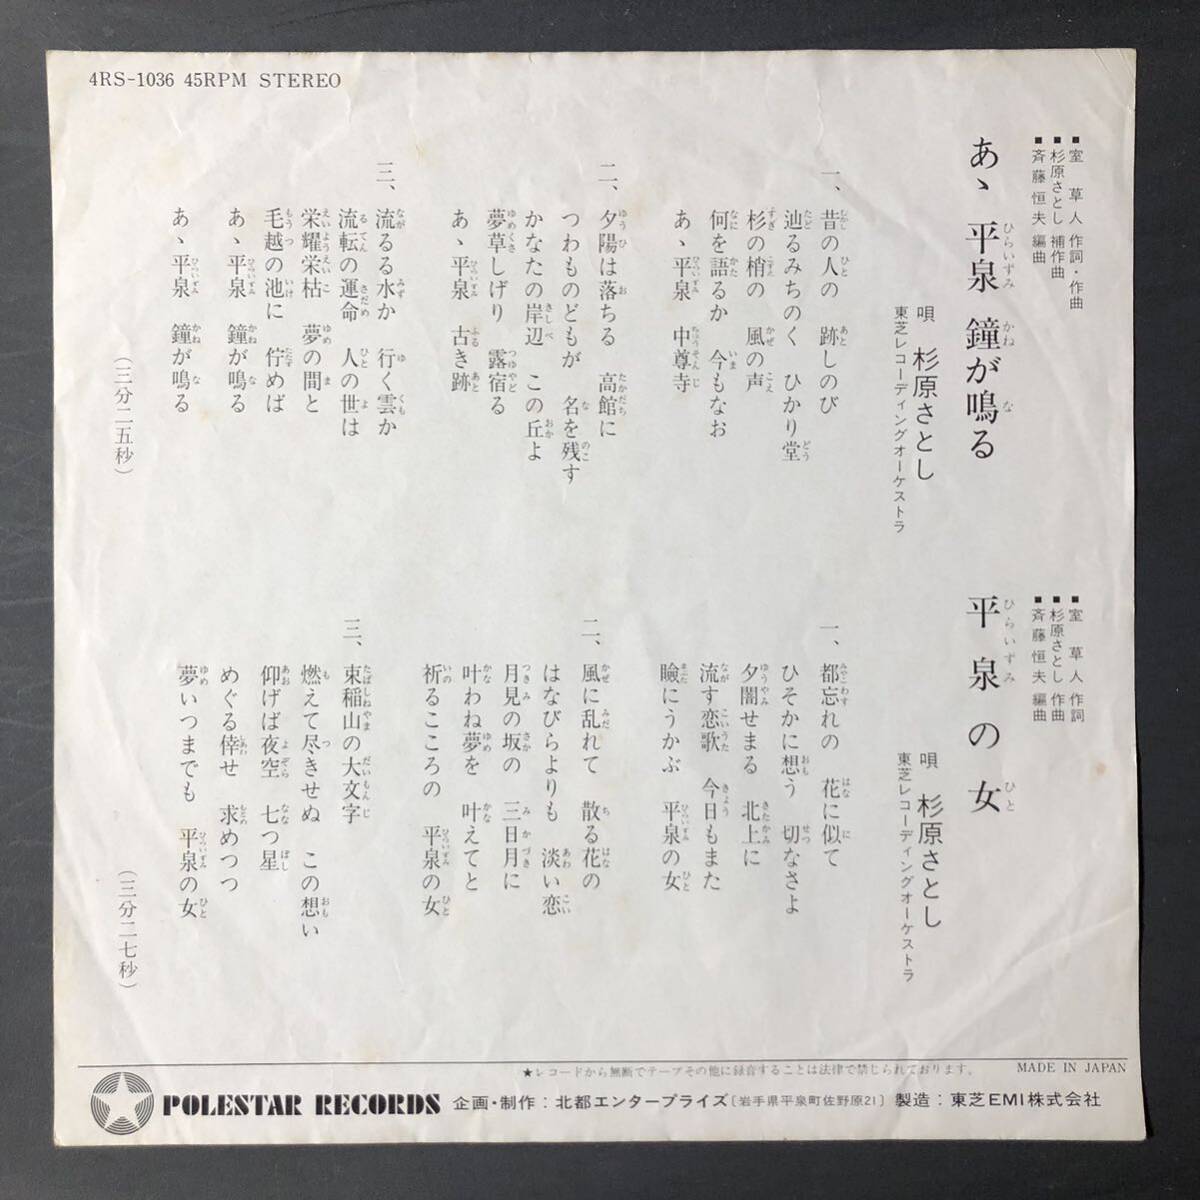 4RS-1036 45RPM STEREO
■室 草人 作詞・作曲
■杉原さとし 補作曲
■斉藤恒夫 編曲
あゝ平泉 鐘が鳴る
唄 杉原さとし
東芝レコーディングオーケストラ
一、昔の人の 跡しのび
辿るみちのく ひかり堂
杉の梢の 風の声
何を語るか 今もなお
あゝ平泉 中尊寺
二、夕陽は落ちる 高館に
つわものどもが 名を残す
かなたの岸辺 この丘よ
夢草しげり 露宿る
あゝ平泉 古き跡
三、流るる水か 行く雲か
流転の運命 人の世は
栄耀栄枯 夢の間と
毛越の池に 佇めば
あゝ平泉 鐘が鳴る
あゝ平泉 鐘が鳴る
(三分二五秒)
■室 草人 作詞
■杉原さとし 作曲
■斉藤恒夫 編曲
平泉の女
唄 杉原さとし
東芝レコーディングオーケストラ
一、都忘れの 花に似て
ひそかに想う 切なさよ
夕闇せまる 北上に
流す恋歌 今日もまた
瞼にうかぶ 平泉の女
二、風に乱れて 散る花の
はなびらよりも 淡い恋
月見の坂の 三日月に
叶わね夢を 叶えてと
祈るこころの 平泉の女
三、束稲山の大文字
燃えて尽きせぬ この想い
仰げば夜空 七つ星
めぐる倖せ 求めつつ
夢いつまでも 平泉の女
(三分二七秒)
★レコードから無断でテープその他に録音することは法律で禁じられております。 MADE IN JAPAN
POLESTAR RECORDS 企画・制作：北都エンタープライズ〔岩手県平泉町佐野原21〕 製造：東芝EMI株式会社